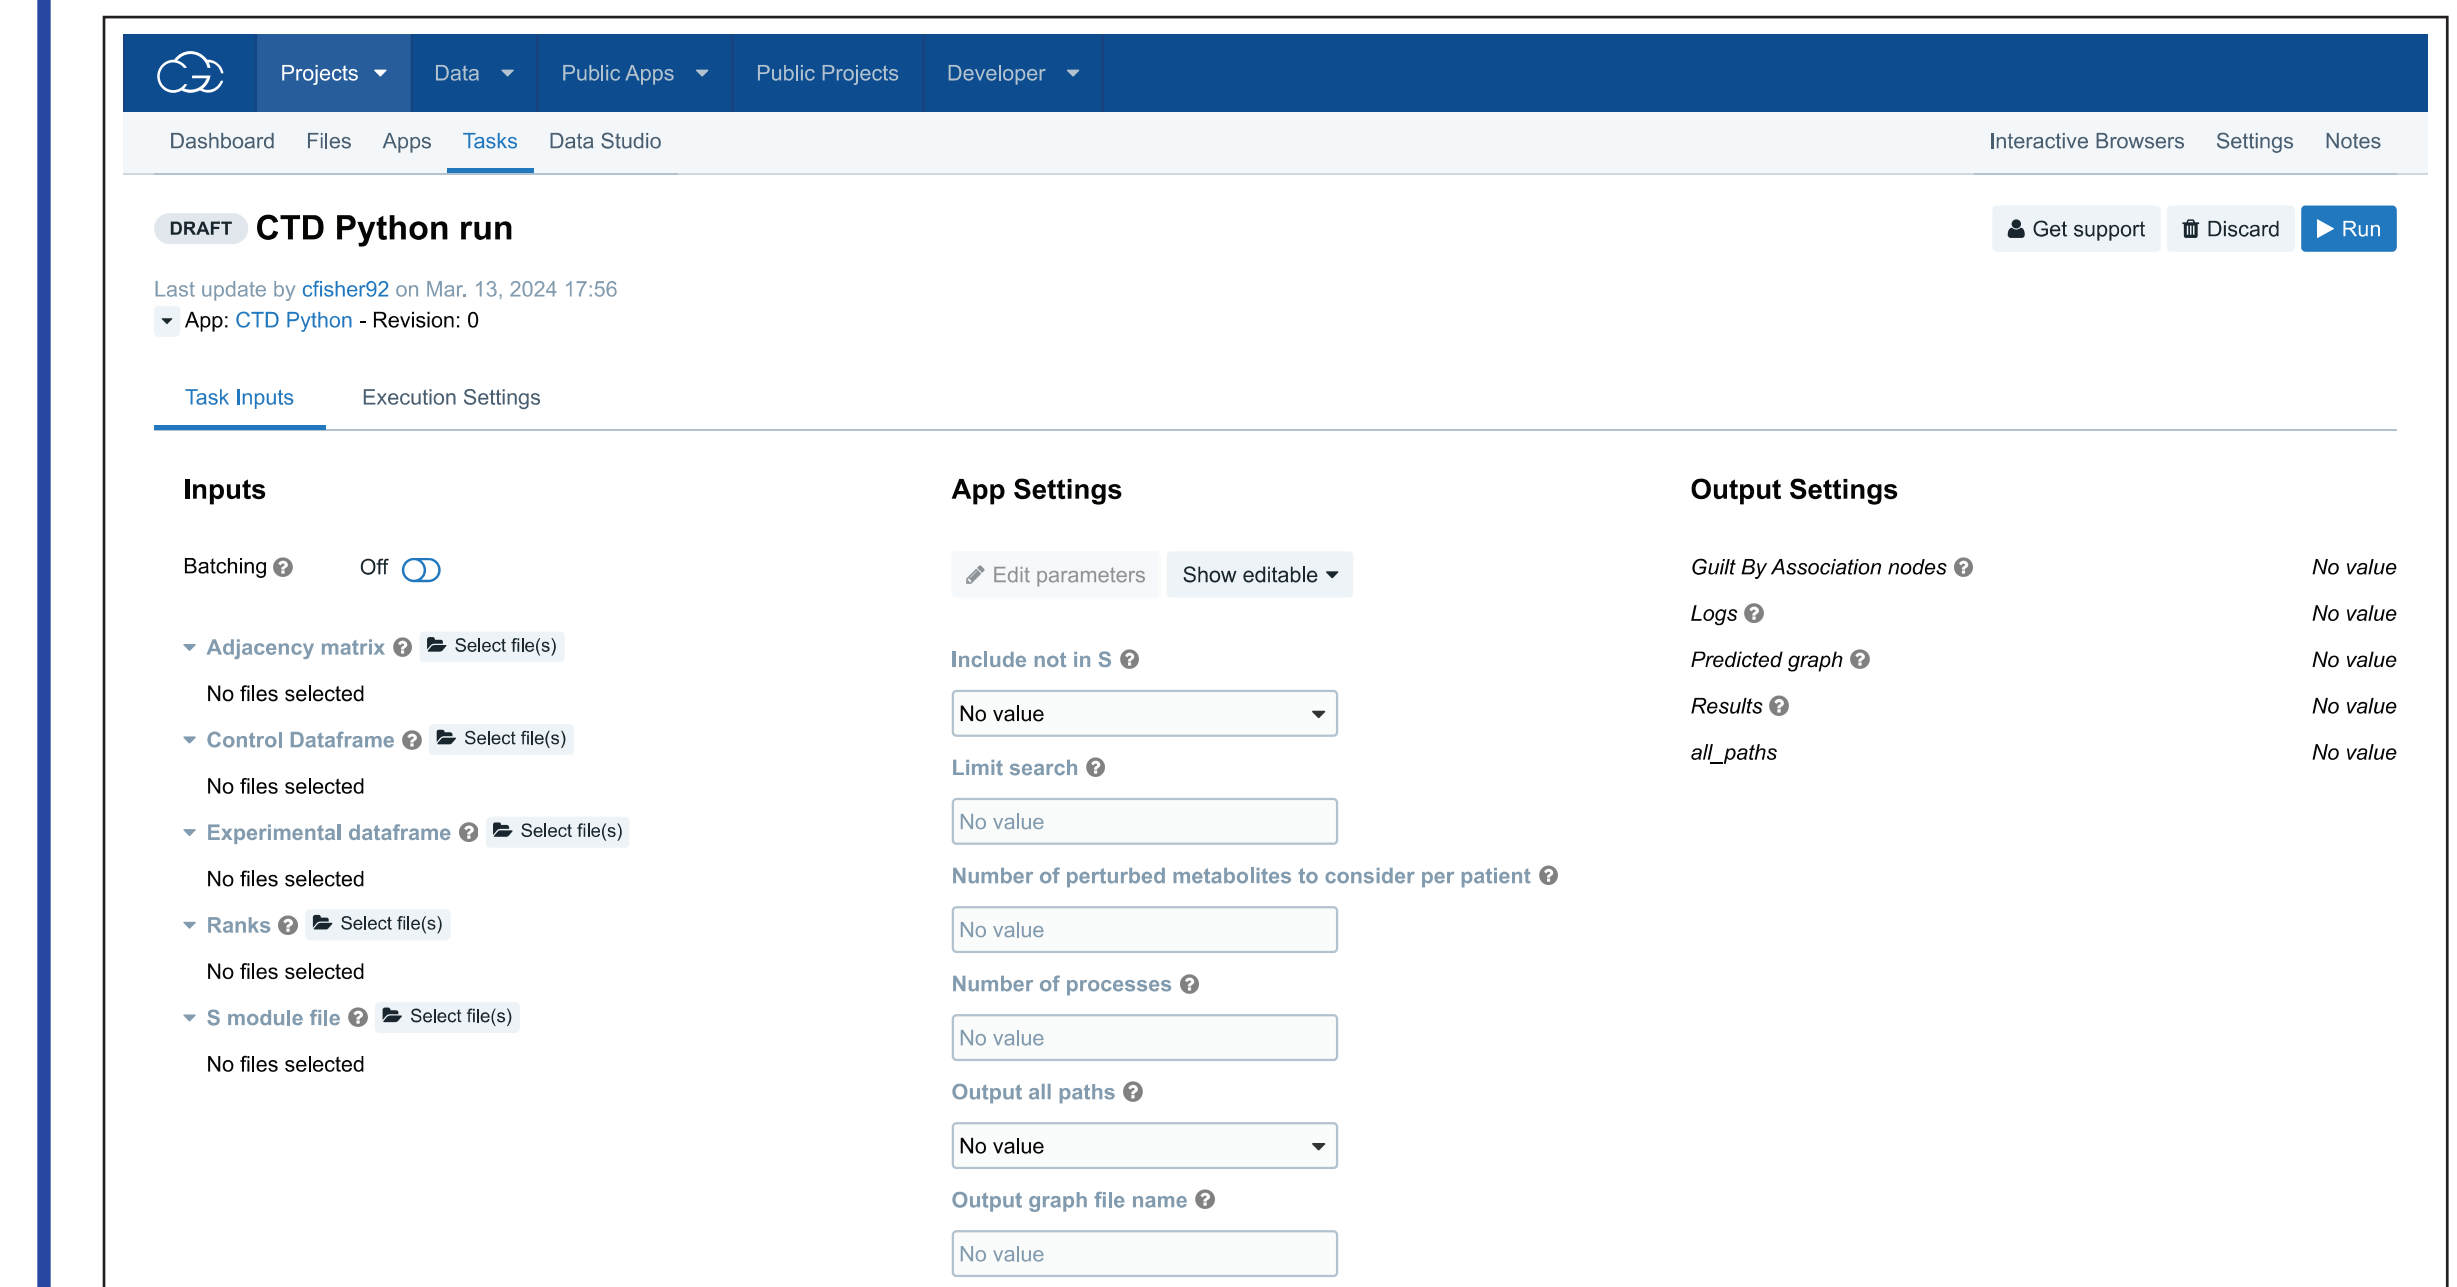 Projects Data Public Apps Public Projects Developer
Dashboard Files Apps Tasks Data Studio Interactive Browsers Settings Notes
DRAFT CTD Python run Get support Discard Run
Last update by cfisher92 on Mar. 13, 2024 17:56
App: CTD Python - Revision: 0
Task Inputs Execution Settings
Inputs
Batching Off
Adjacency matrix Select file(s)
No files selected
Control Dataframe Select file(s)
No files selected
Experimental dataframe Select file(s)
No files selected
Ranks Select file(s)
No files selected
S module file Select file(s)
No files selected
App Settings
Edit parameters Show editable
Include not in S
No value
Limit search
No value
Number of perturbed metabolites to consider per patient
No value
Number of processes
No value
Output all paths
No value
Output graph file name
No value
Output Settings
Guilt By Association nodes No value
Logs No value
Predicted graph No value
Results No value
all_paths No value